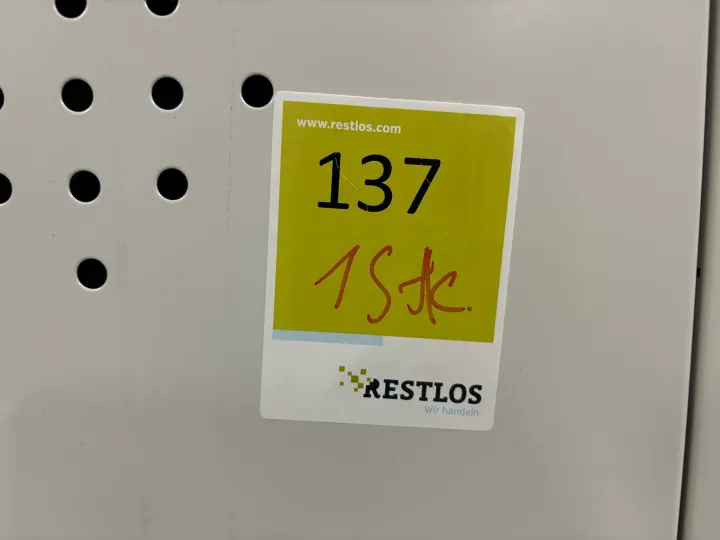 www.restlos.com
137
1 Stk.
RESTLOS
Wir handeln.